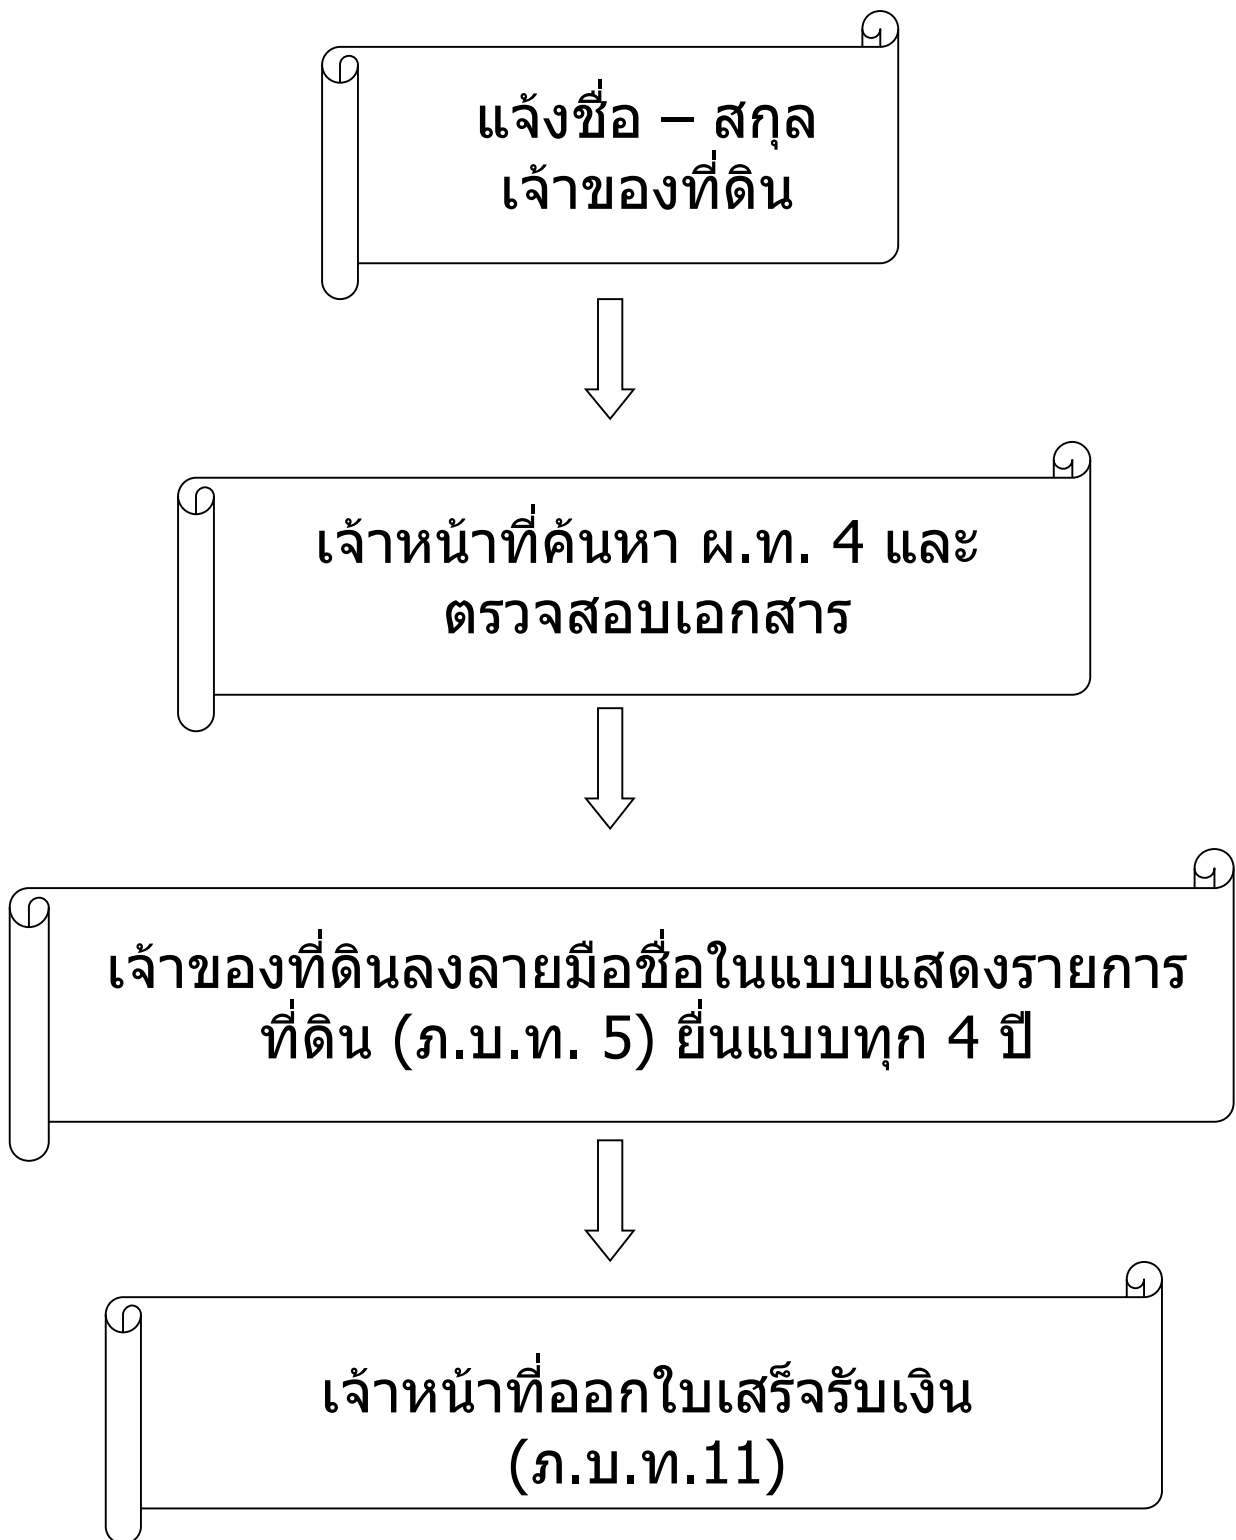 แจ้งชื่อ – สกุล
เจ้าของที่ดิน
เจ้าหน้าที่ค้นหา ผ.ท. 4 และ
ตรวจสอบเอกสาร
เจ้าของที่ดินลงลายมือชื่อในแบบแสดงรายการ
ที่ดิน (ภ.บ.ท. 5) ยื่นแบบทุก 4 ปี
เจ้าหน้าที่ออกใบเสร็จรับเงิน
(ภ.บ.ท.11)